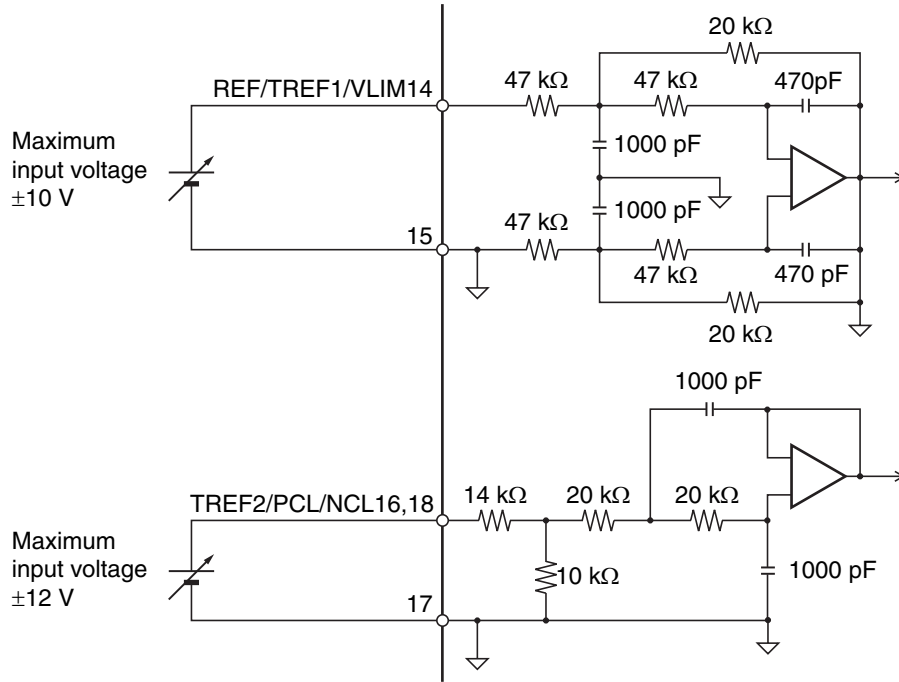 20 kΩ
REF/TREF1/VLIM14
47 kΩ
47 kΩ
470pF
Maximum
input voltage
±10 V
1000 pF
1000 pF
15
47 kΩ
47 kΩ
470 pF
20 kΩ
1000 pF
TREF2/PCL/NCL16,18
14 kΩ
20 kΩ
20 kΩ
Maximum
input voltage
±12 V
10 kΩ
1000 pF
17